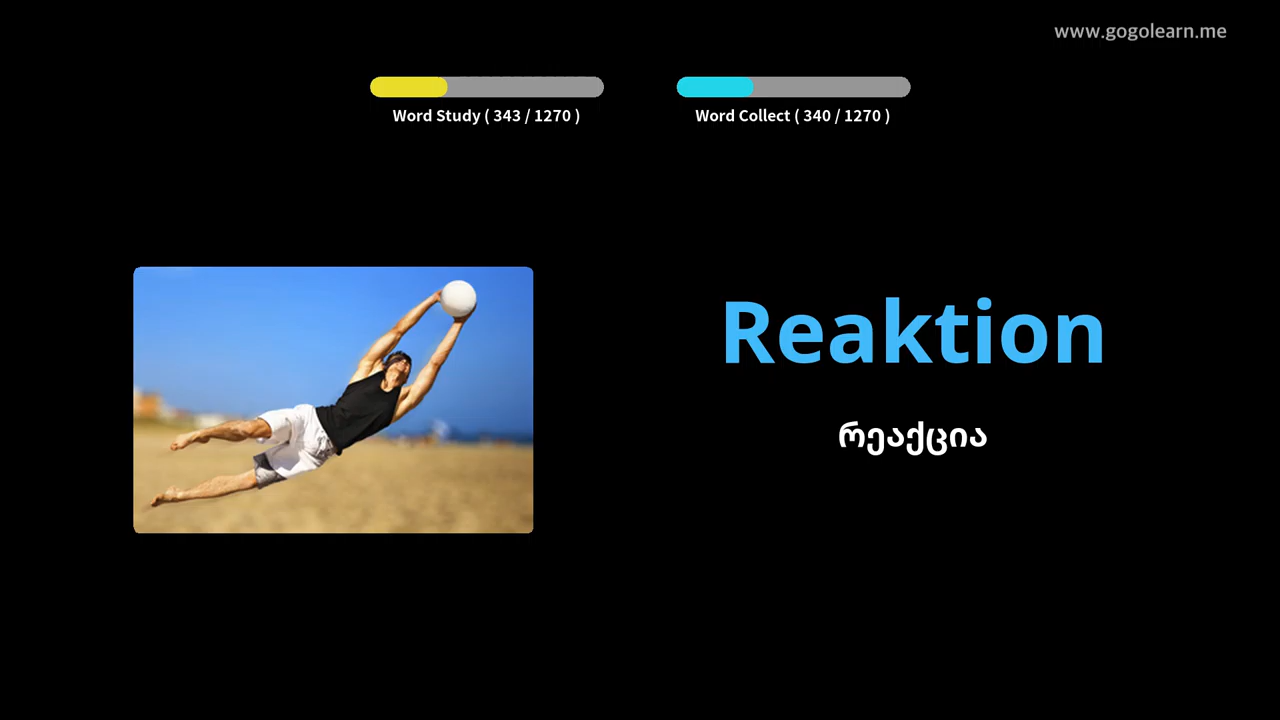 www.gogolearn.me
Word Study ( 343 / 1270 )
Word Collect ( 340 / 1270 )
Reaktion
რეაქცია